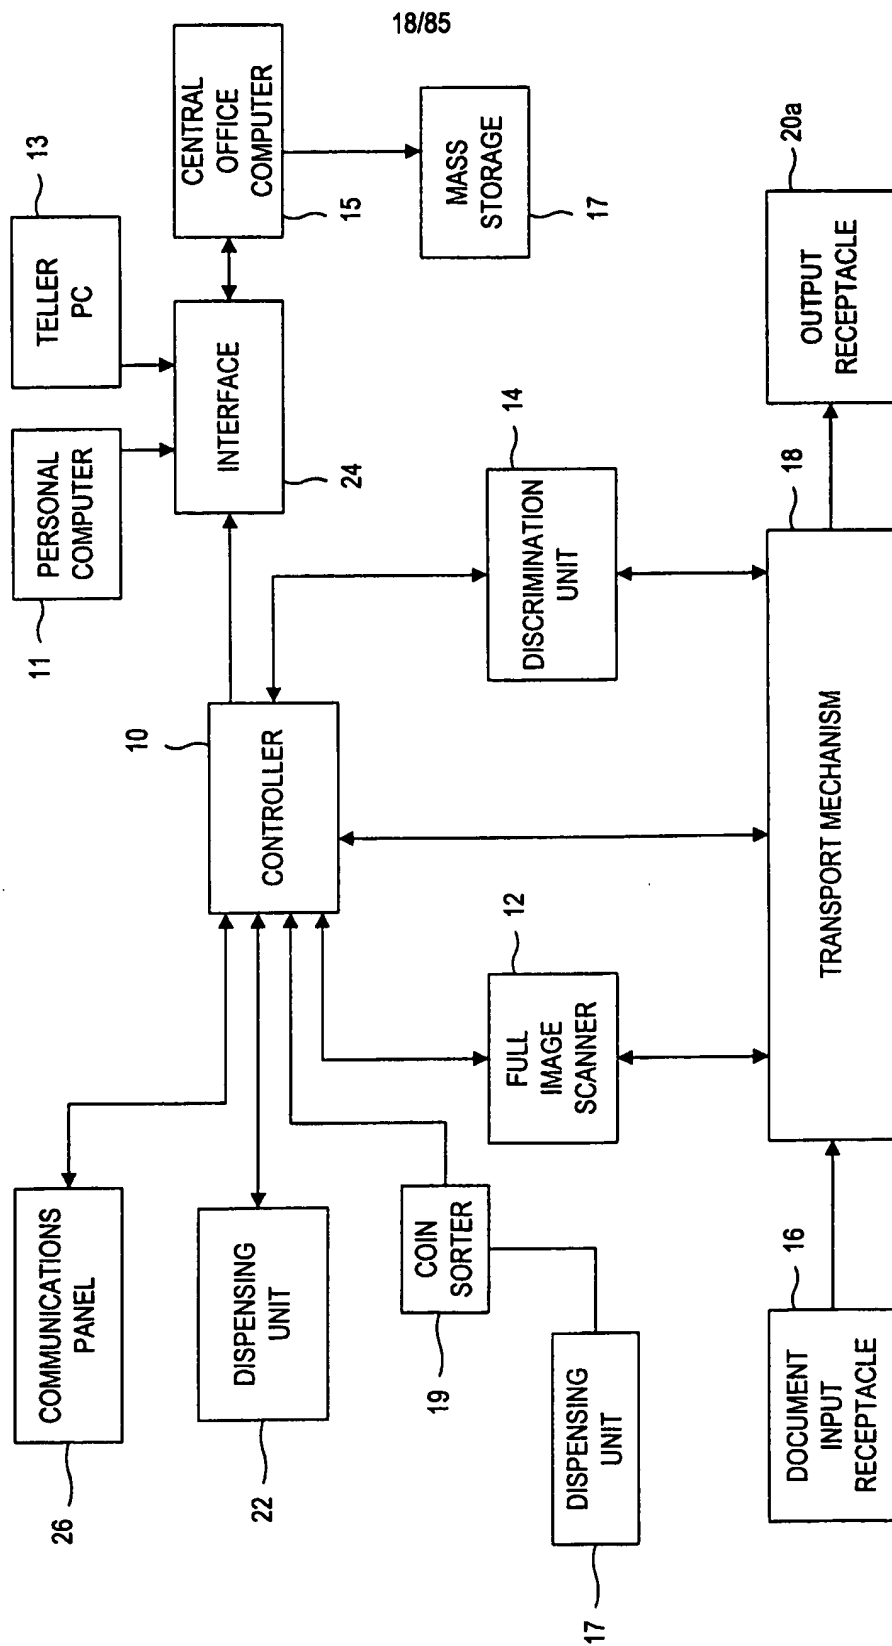 18/85
26
COMMUNICATIONS
PANEL
22
DISPENSING
UNIT
19
COIN
SORTER
17
DISPENSING
UNIT
10
CONTROLLER
11
PERSONAL
COMPUTER
13
TELLER
PC
INTERFACE
24
CENTRAL
OFFICE
COMPUTER
15
MASS
STORAGE
17
12
FULL
IMAGE
SCANNER
14
DISCRIMINATION
UNIT
16
DOCUMENT
INPUT
RECEPTACLE
18
TRANSPORT MECHANISM
20a
OUTPUT
RECEPTACLE